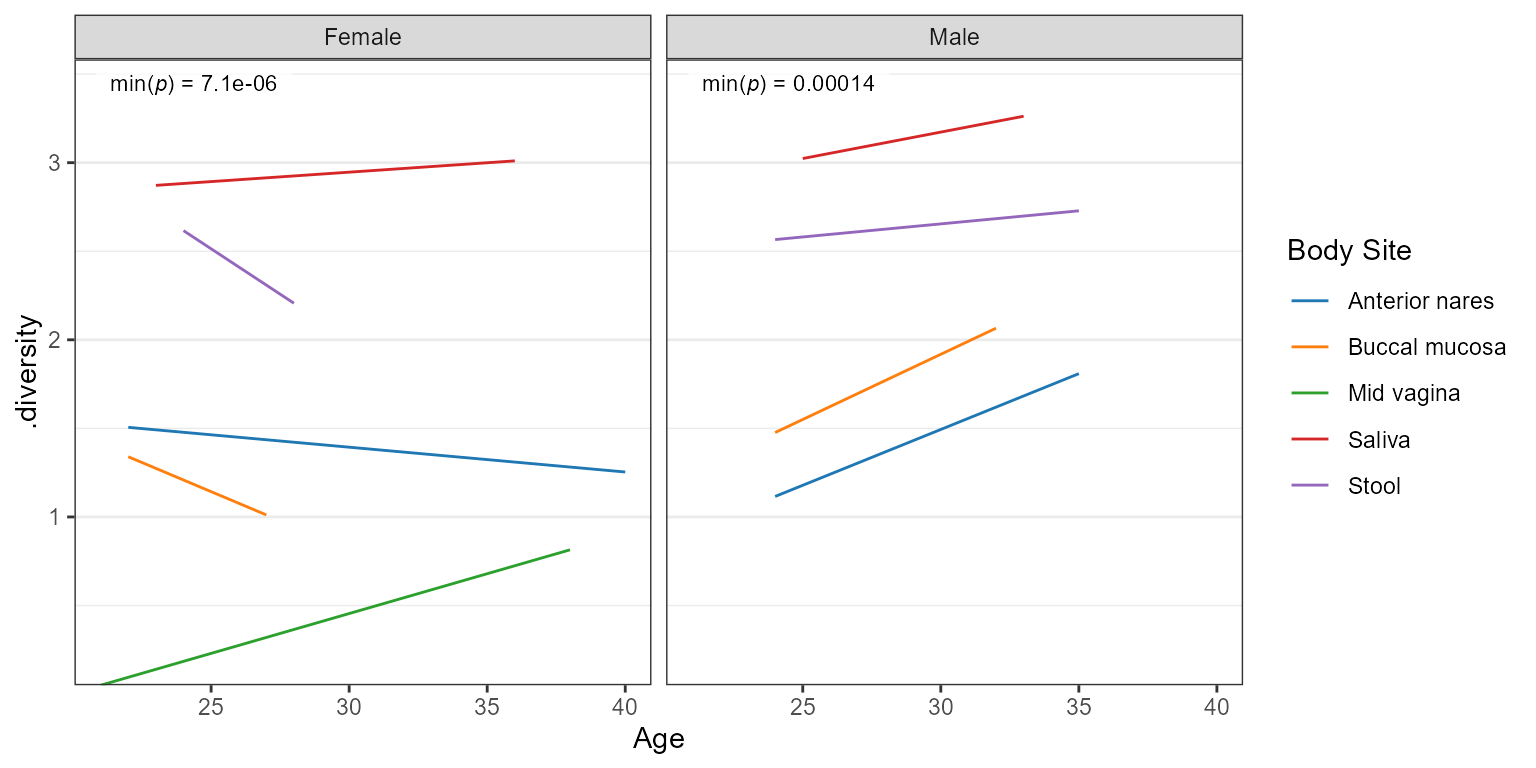 Female
Male
min(p) = 7.1e-06
min(p) = 0.00014
3
2
1
.diversity
25
30
35
40
25
30
35
40
Age
Body Site
Anterior nares
Buccal mucosa
Mid vagina
Saliva
Stool